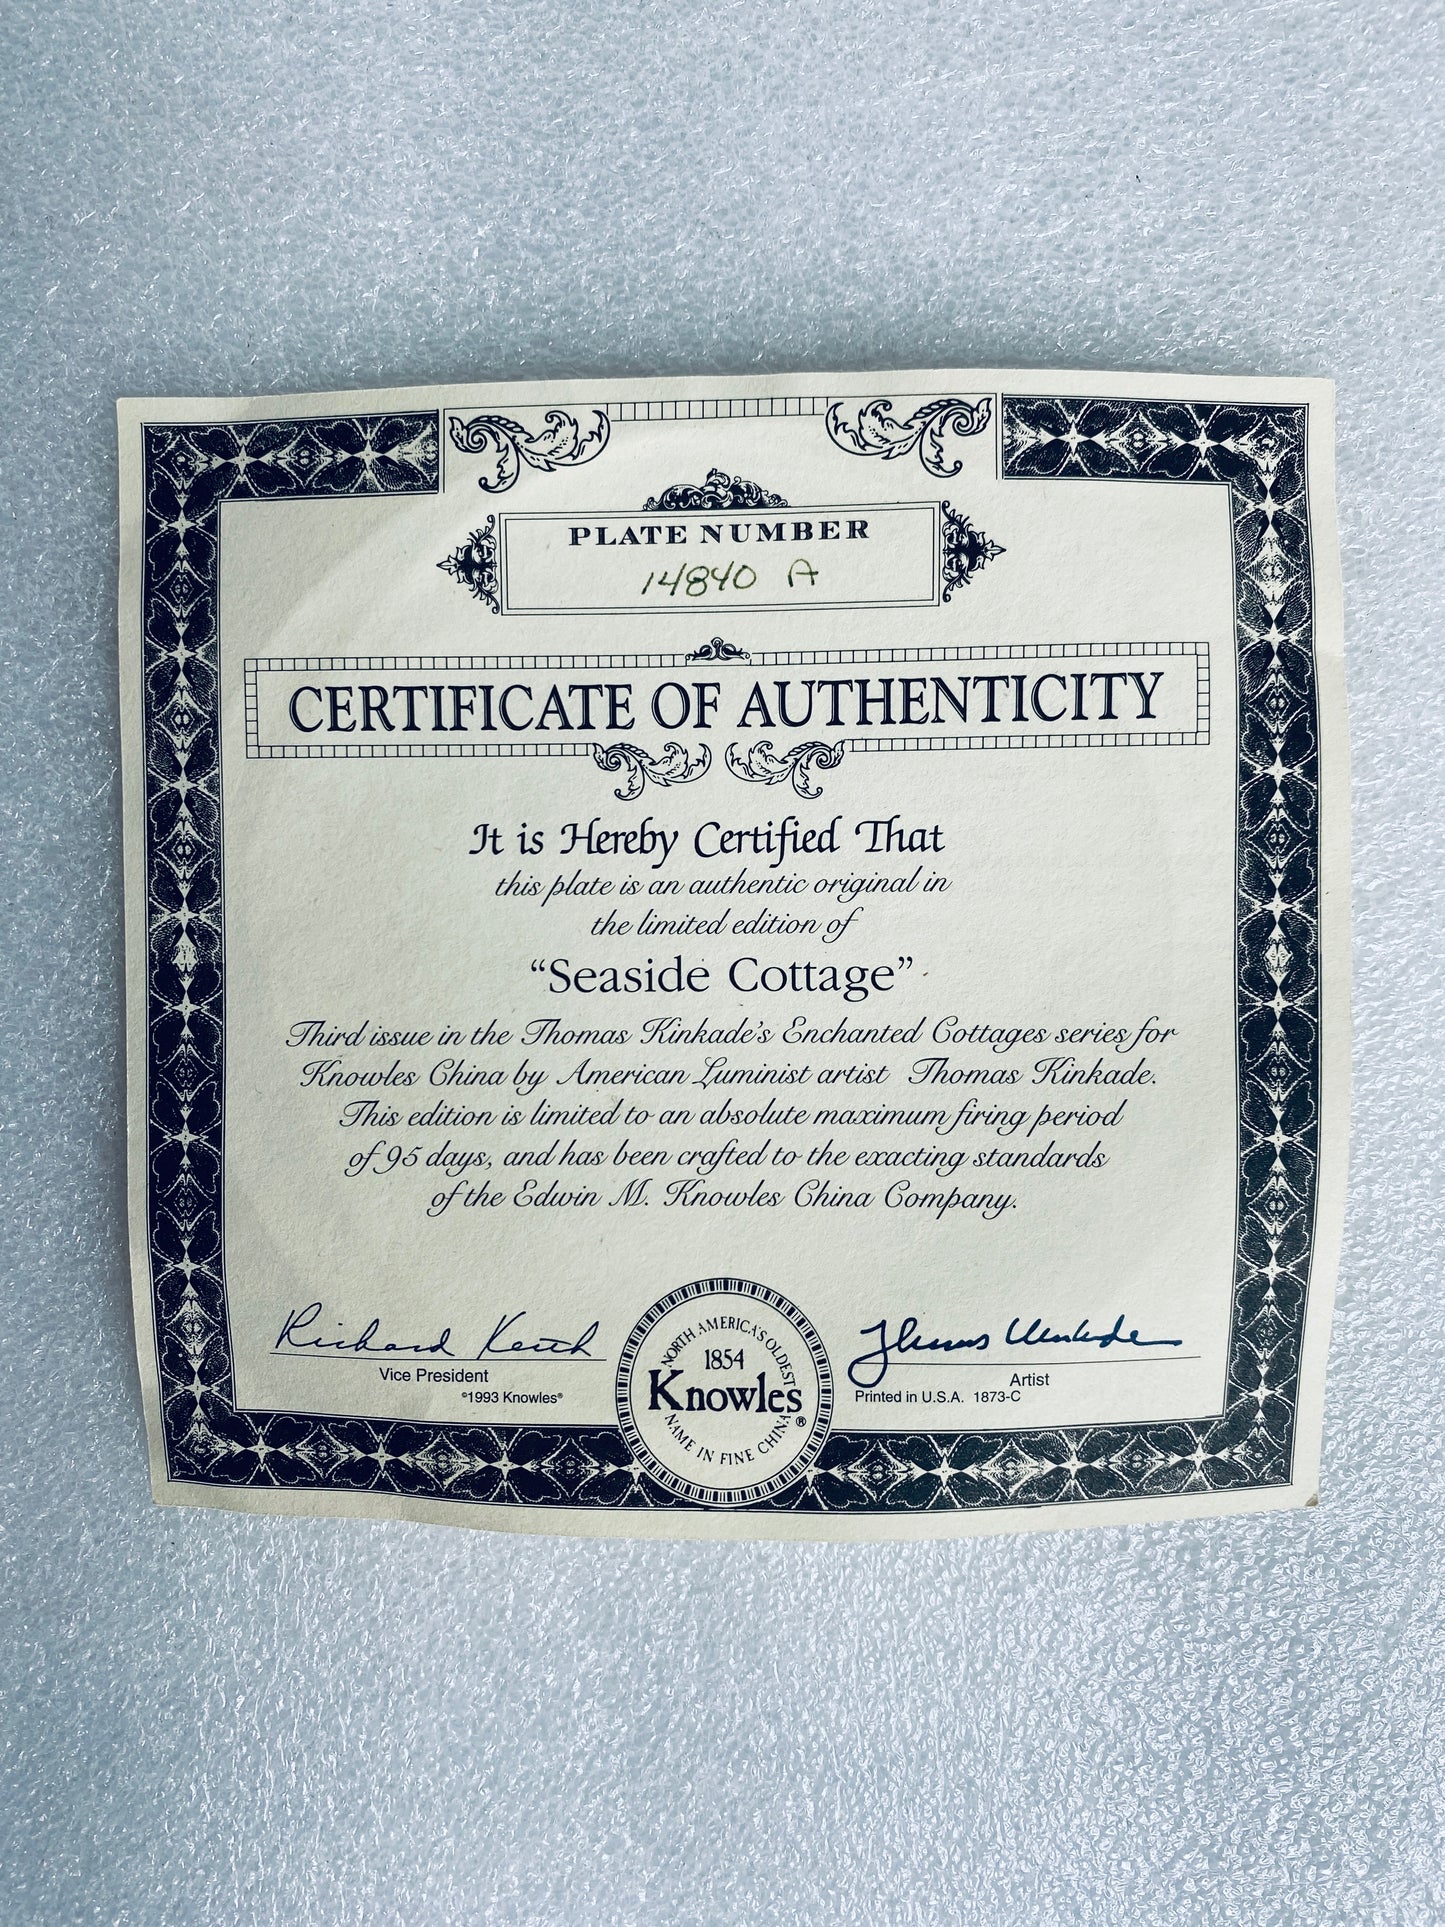 PLATE NUMBER
14840 A
CERTIFICATE OF AUTHENTICITY
It is Hereby Certified That
this plate is an authentic original in
the limited edition of
“Seaside Cottage”
Third issue in the Thomas Kinkade's Enchanted Cottages series for
Knowles China by American Luminist artist Thomas Kinkade.
This edition is limited to an absolute maximum firing period
of 95 days, and has been crafted to the exacting standards
of the Edwin M. Knowles China Company.
Richard Keith
Vice President
©1993 Knowles®
NORTH AMERICA'S OLDEST
1854
Knowles®
NAME IN FINE CHINA
Thomas Kinkade
Artist
Printed in U.S.A. 1873-C